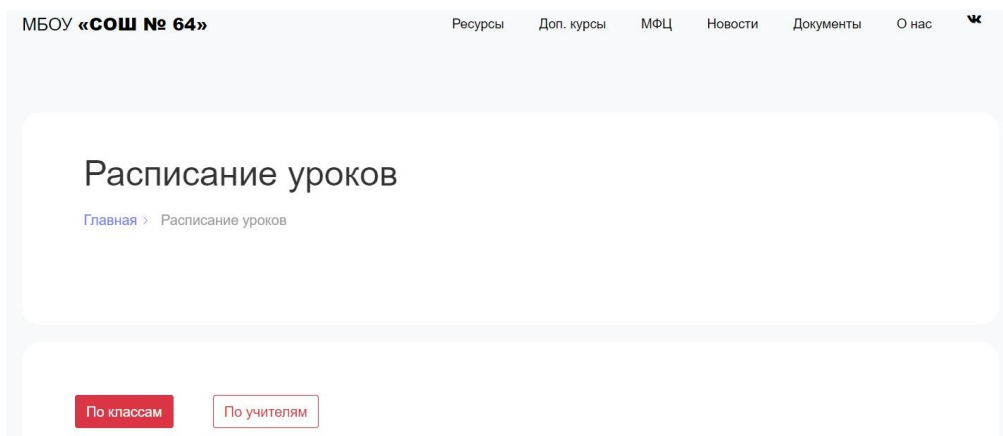 МБОУ «СОШ № 64» Ресурсы Доп. курсы МФЦ Новости Документы О нас
Расписание уроков
Главная > Расписание уроков
По классам По учителям